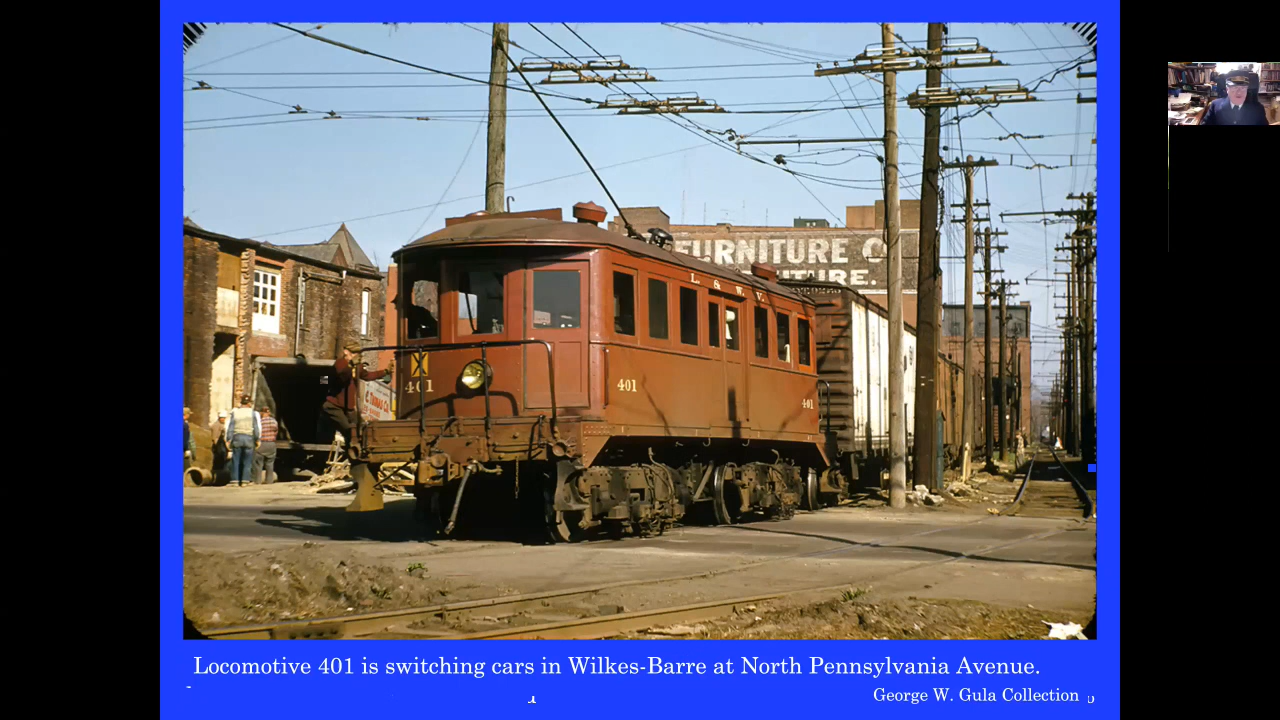 FURNITURE C
L. & W. V.
X
401
401
401
Locomotive 401 is switching cars in Wilkes-Barre at North Pennsylvania Avenue.
George W. Gula Collection